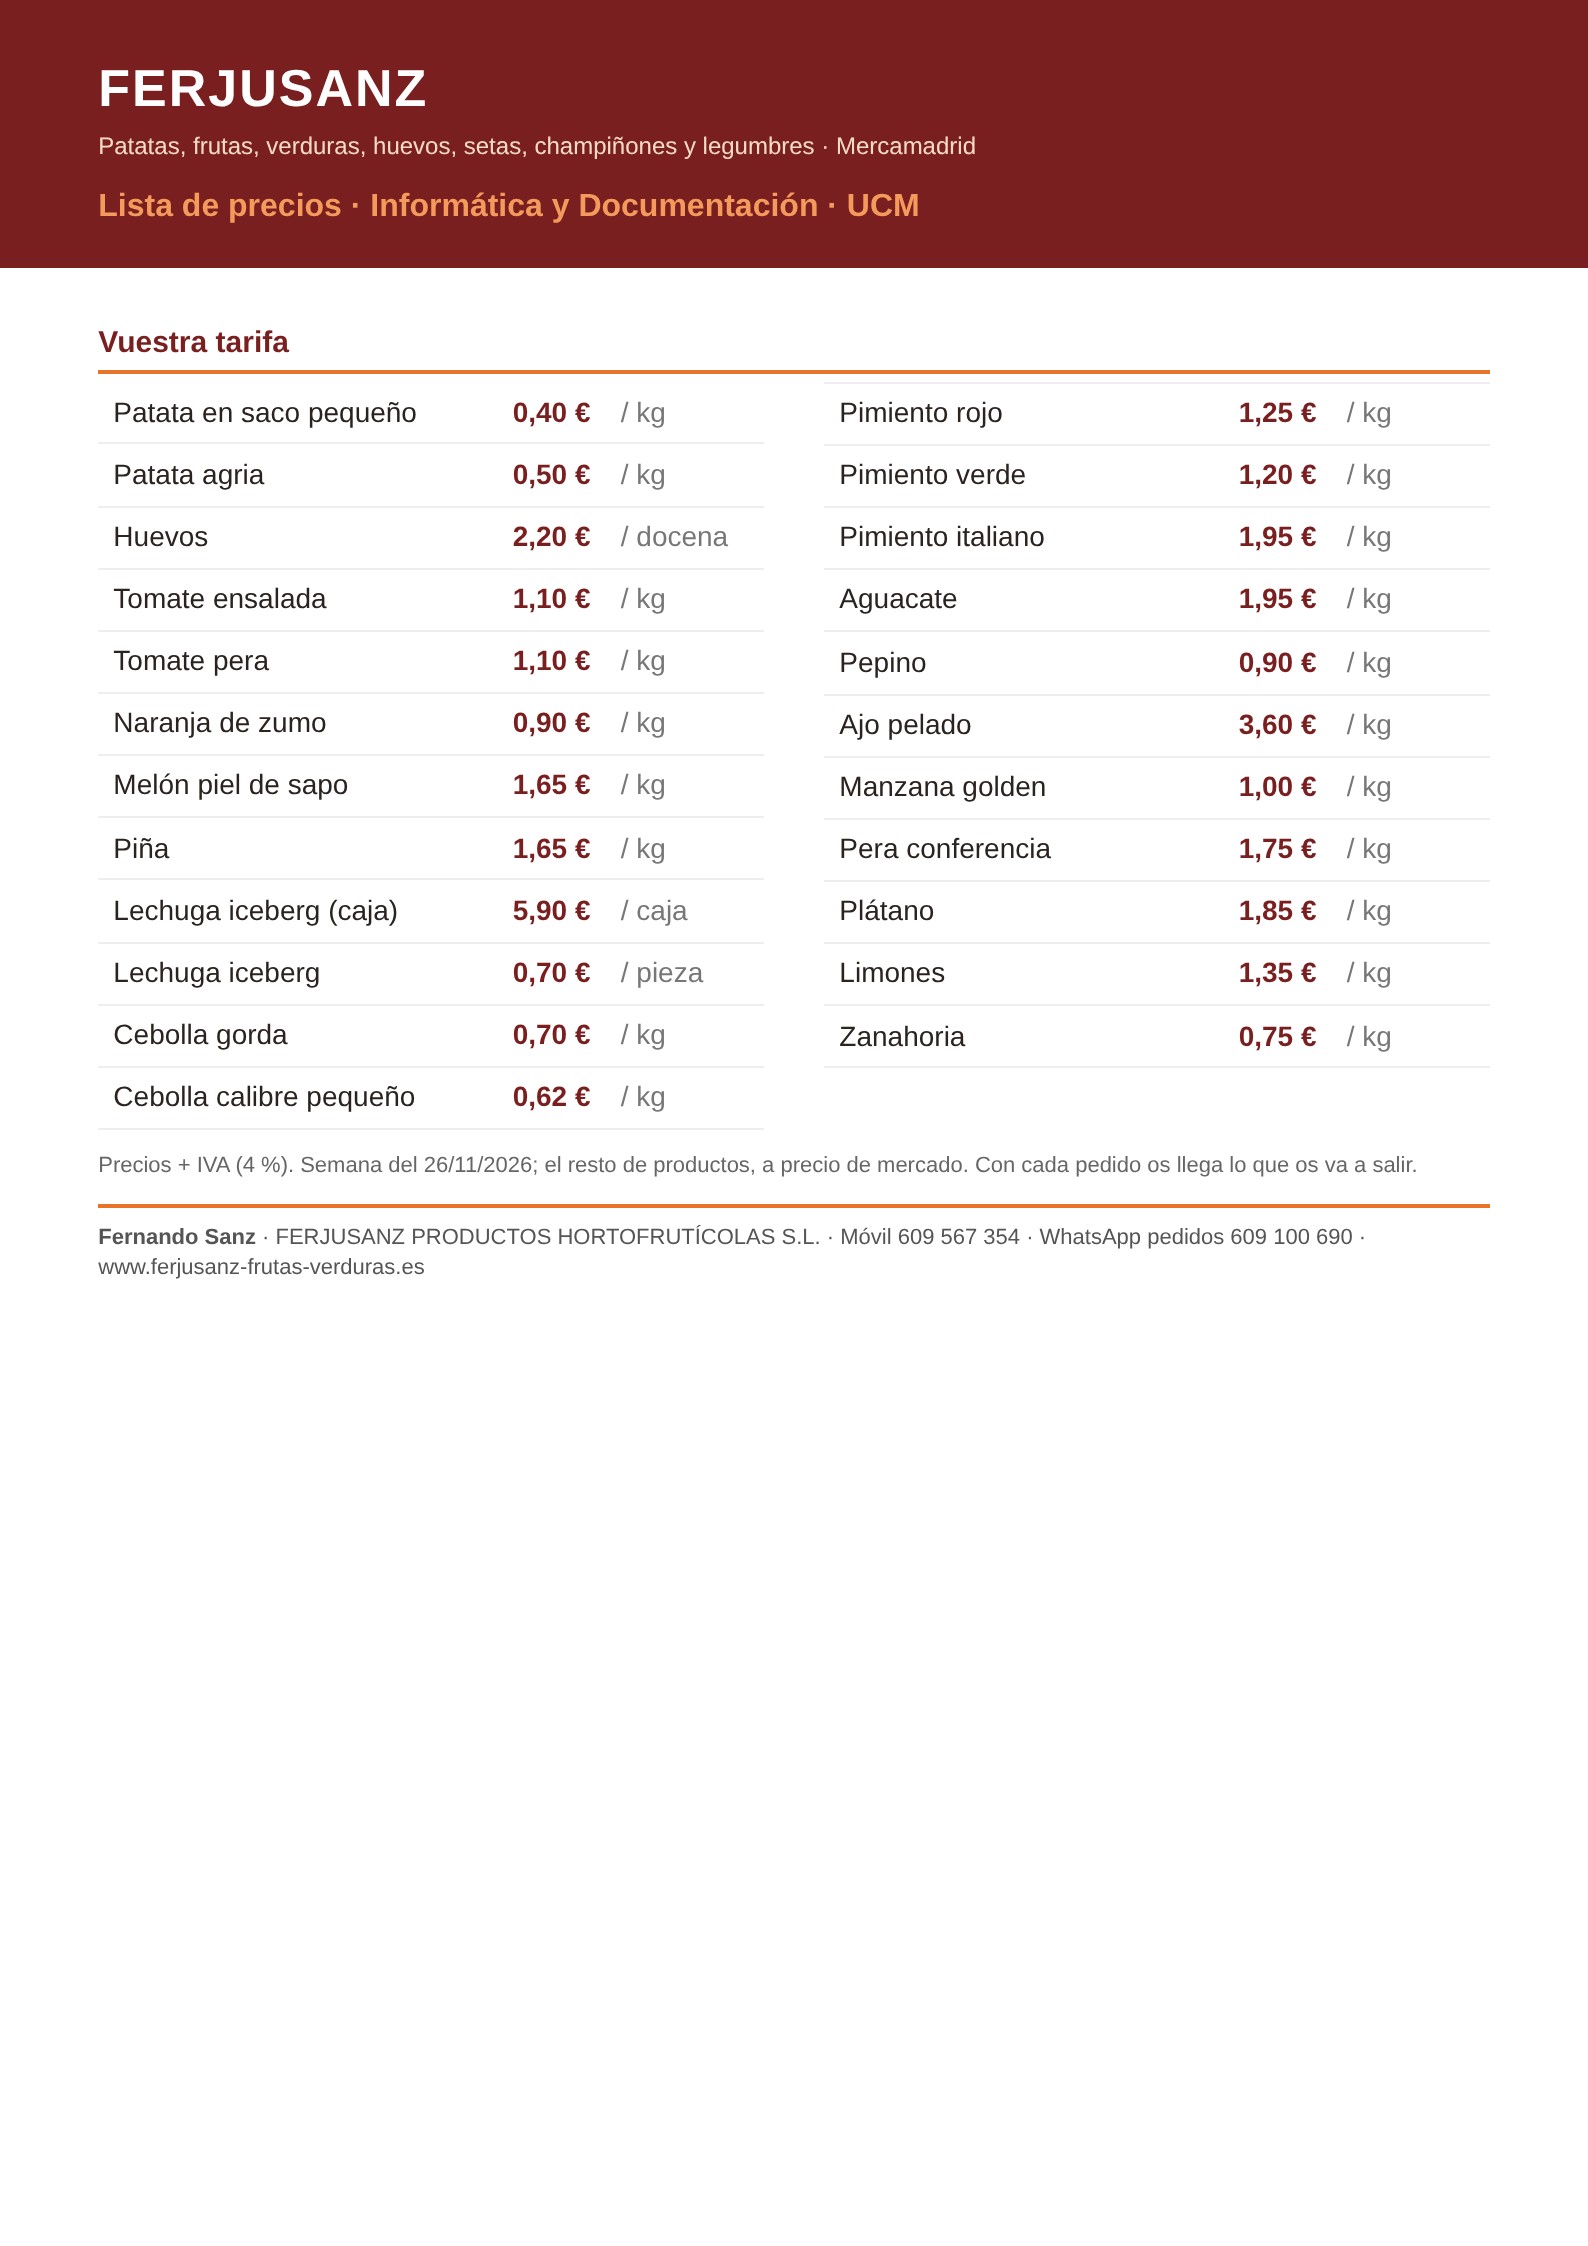 FERJUSANZ
Patatas, frutas, verduras, huevos, setas, champiñones y legumbres · Mercamadrid
Lista de precios · Informática y Documentación · UCM
Vuestra tarifa
Patata en saco pequeño 0,40 € / kg
Patata agria 0,50 € / kg
Huevos 2,20 € / docena
Tomate ensalada 1,10 € / kg
Tomate pera 1,10 € / kg
Naranja de zumo 0,90 € / kg
Melón piel de sapo 1,65 € / kg
Piña 1,65 € / kg
Lechuga iceberg (caja) 5,90 € / caja
Lechuga iceberg 0,70 € / pieza
Cebolla gorda 0,70 € / kg
Cebolla calibre pequeño 0,62 € / kg
Pimiento rojo 1,25 € / kg
Pimiento verde 1,20 € / kg
Pimiento italiano 1,95 € / kg
Aguacate 1,95 € / kg
Pepino 0,90 € / kg
Ajo pelado 3,60 € / kg
Manzana golden 1,00 € / kg
Pera conferencia 1,75 € / kg
Plátano 1,85 € / kg
Limones 1,35 € / kg
Zanahoria 0,75 € / kg
Precios + IVA (4 %). Semana del 26/11/2026; el resto de productos, a precio de mercado. Con cada pedido os llega lo que os va a salir.
Fernando Sanz · FERJUSANZ PRODUCTOS HORTOFRUTÍCOLAS S.L. · Móvil 609 567 354 · WhatsApp pedidos 609 100 690 ·
www.ferjusanz-frutas-verduras.es